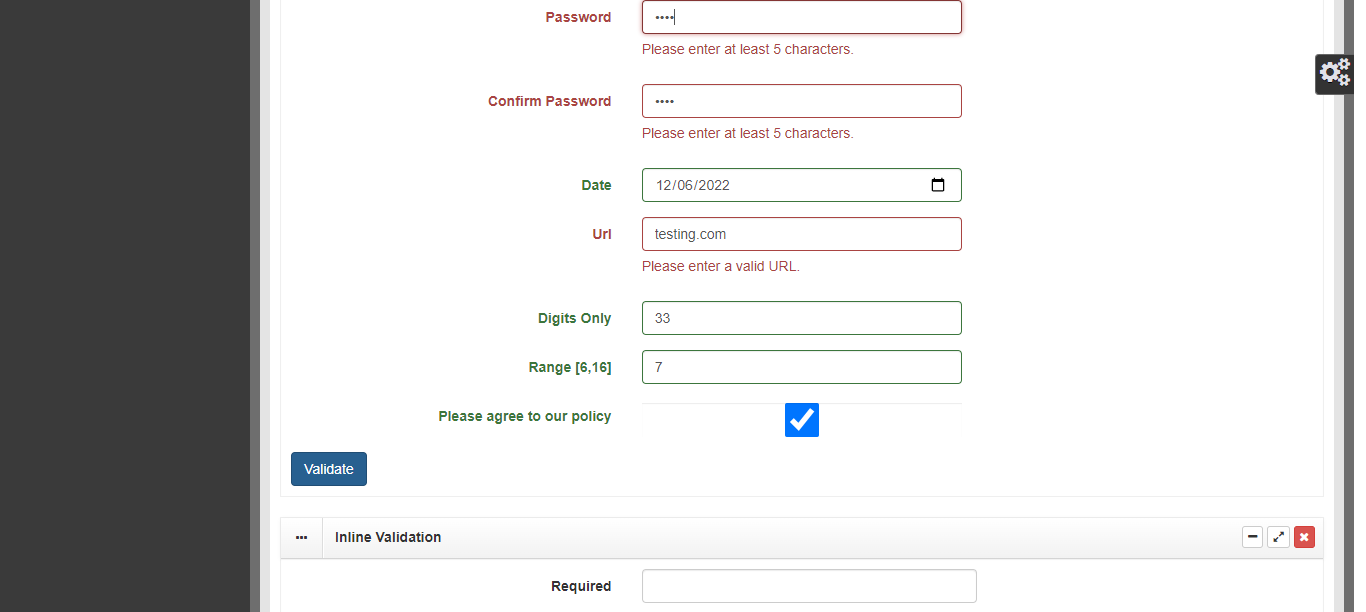 Password ••••
Please enter at least 5 characters.
Confirm Password ••••
Please enter at least 5 characters.
Date 12/06/2022
Url testing.com
Please enter a valid URL.
Digits Only 33
Range [6,16] 7
Please agree to our policy
Validate
Inline Validation
Required